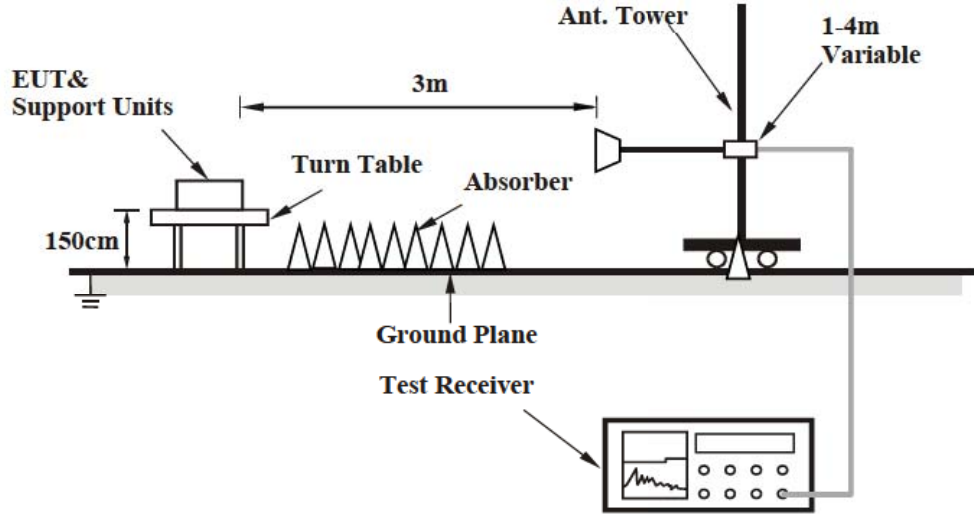 Ant. Tower
1-4m
Variable
EUT&
Support Units
3m
Turn Table
Absorber
150cm
Ground Plane
Test Receiver